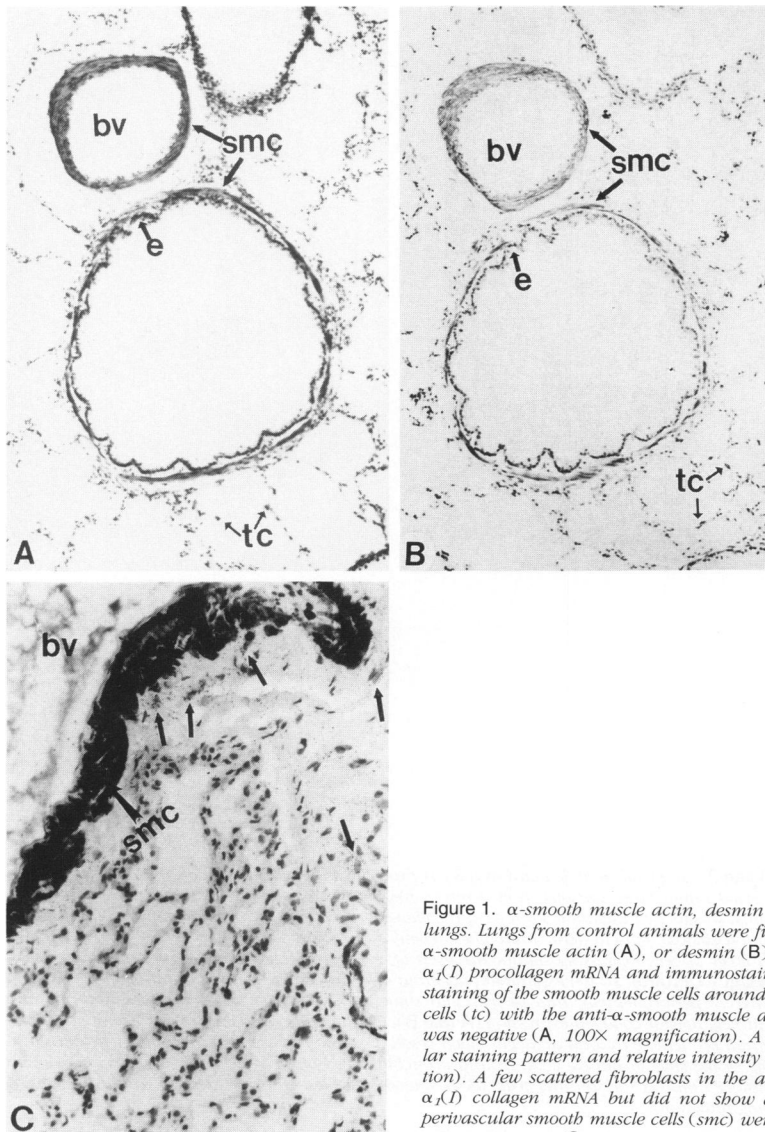 bv
smc
e
tc
A
bv
smc
e
tc
B
bv
smc
C
Figure 1. α-smooth muscle actin, desmin
lungs. Lungs from control animals were fi
α-smooth muscle actin (A), or desmin (B)
α₁(I) procollagen mRNA and immunostain
staining of the smooth muscle cells around
cells (tc) with the anti-α-smooth muscle a
was negative (A, 100× magnification). A
lar staining pattern and relative intensity
tion). A few scattered fibroblasts in the a
α₁(I) collagen mRNA but did not show
perivascular smooth muscle cells (smc) wer